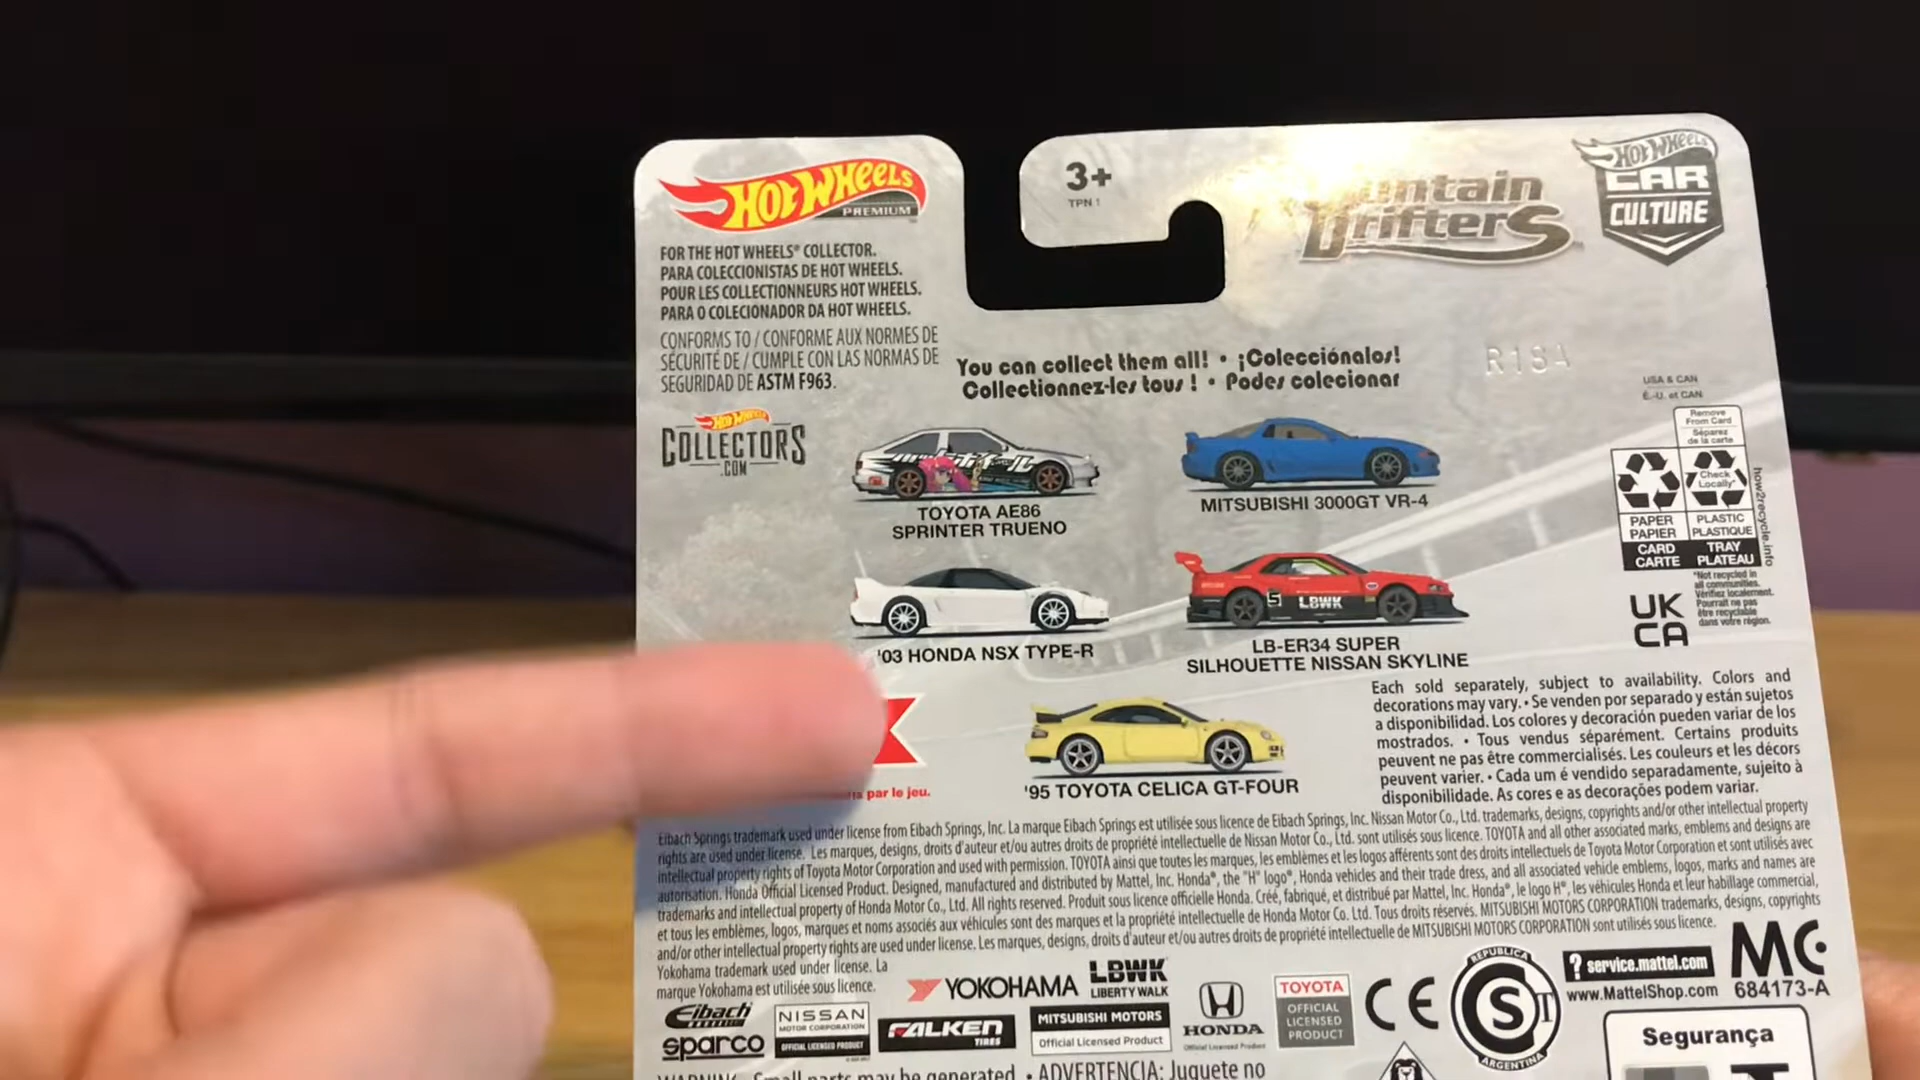 HOT WHEELS
PREMIUM
FOR THE HOT WHEELS® COLLECTOR.
PARA COLECCIONISTAS DE HOT WHEELS.
POUR LES COLLECTIONNEURS HOT WHEELS.
PARA O COLECIONADOR DA HOT WHEELS.
CONFORMS TO / CONFORME AUX NORMES DE
SÉCURITÉ DE / CUMPLE CON LAS NORMAS DE
SEGURIDAD DE ASTM F963.
HOT WHEELS
COLLECTORS
.COM
3+
TPN 1
Drifters
HOT WHEELS
CAR
CULTURE
You can collect them all! • ¡Colecciónalos!
Collectionnez-les tous ! • Podes colecionar
TOYOTA AE86
SPRINTER TRUENO
MITSUBISHI 3000GT VR-4
'03 HONDA NSX TYPE-R
5 LBWK
LB-ER34 SUPER
SILHOUETTE NISSAN SKYLINE
'95 TOYOTA CELICA GT-FOUR
par le jeu.
USA & CAN
É.-U. et CAN
Remove
From Card
Séparez
de la carte
Check
Locally*
PAPER
PAPIER
PLASTIC
PLASTIQUE
CARD
CARTE
TRAY
PLATEAU
how2recycle.info
*Not recycled in
all communities.
Vérifiez localement.
Pourrait ne pas
être recyclable
dans votre région.
UK
CA
Each sold separately, subject to availability. Colors and
decorations may vary. • Se venden por separado y están sujetos
a disponibilidad. Los colores y decoración pueden variar de los
mostrados. • Tous vendus séparément. Certains produits
peuvent ne pas être commercialisés. Les couleurs et les décors
peuvent varier. • Cada um é vendido separadamente, sujeito à
disponibilidade. As cores e as decorações podem variar.
Eibach Springs trademark used under license from Eibach Springs, Inc. La marque Eibach Springs est utilisée sous licence de Eibach Springs, Inc. Nissan Motor Co., Ltd. trademarks, designs, copyrights and/or other intellectual property
rights are used under license. Les marques, designs, droits d'auteur et/ou autres droits de propriété intellectuelle de Nissan Motor Co., Ltd. sont utilisés sous licence. TOYOTA and all other associated marks, emblems and designs are
intellectual property rights of Toyota Motor Corporation and used with permission. TOYOTA ainsi que toutes les marques, les emblèmes et les logos afférents sont des droits intellectuels de Toyota Motor Corporation et sont utilisés avec
autorisation. Honda Official Licensed Product. Designed, manufactured and distributed by Mattel, Inc. Honda®, the "H" logo®, Honda vehicles and their trade dress, and all associated vehicle emblems, logos, marks and names are
trademarks and intellectual property of Honda Motor Co., Ltd. All rights reserved. Produit sous licence officielle Honda. Créé, fabriqué, et distribué par Mattel, Inc. Honda®, le logo H®, les véhicules Honda et leur habillage commercial,
et tous les emblèmes, logos, marques et noms associés aux véhicules sont des marques et la propriété intellectuelle de Honda Motor Co. Ltd. Tous droits réservés. MITSUBISHI MOTORS CORPORATION trademarks, designs, copyrights
and/or other intellectual property rights are used under license. Les marques, designs, droits d'auteur et/ou autres droits de propriété intellectuelle de MITSUBISHI MOTORS CORPORATION sont utilisés sous licence.
Yokohama trademark used under license. La
marque Yokohama est utilisée sous licence.
YOKOHAMA
LBWK
LIBERTY WALK
Eibach
sparco
NISSAN
MOTOR CORPORATION
OFFICIAL LICENSED PRODUCT
FALKEN
TIRES
MITSUBISHI MOTORS
Official Licensed Product
HONDA
Official Licensed Product
TOYOTA
OFFICIAL
LICENSED
PRODUCT
CE
REPUBLICA
S
ARGENTINA
? service.mattel.com
www.MattelShop.com
MC
684173-A
Segurança
WARNING: Small parts may be generated. • ADVERTENCIA: Juguete no